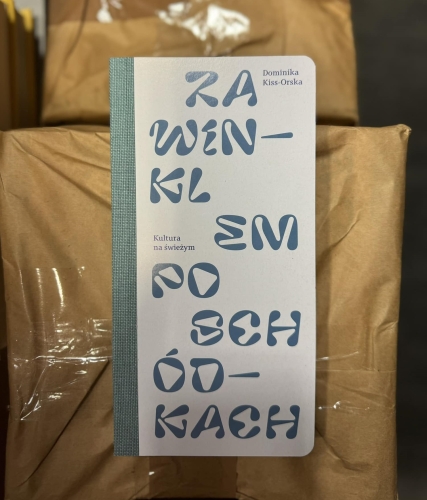 ZA
Dominika
Kiss-Orska
WiN-
KL
EM
Kultura
na świeżym
PO
SCH
ÓD-
KACH